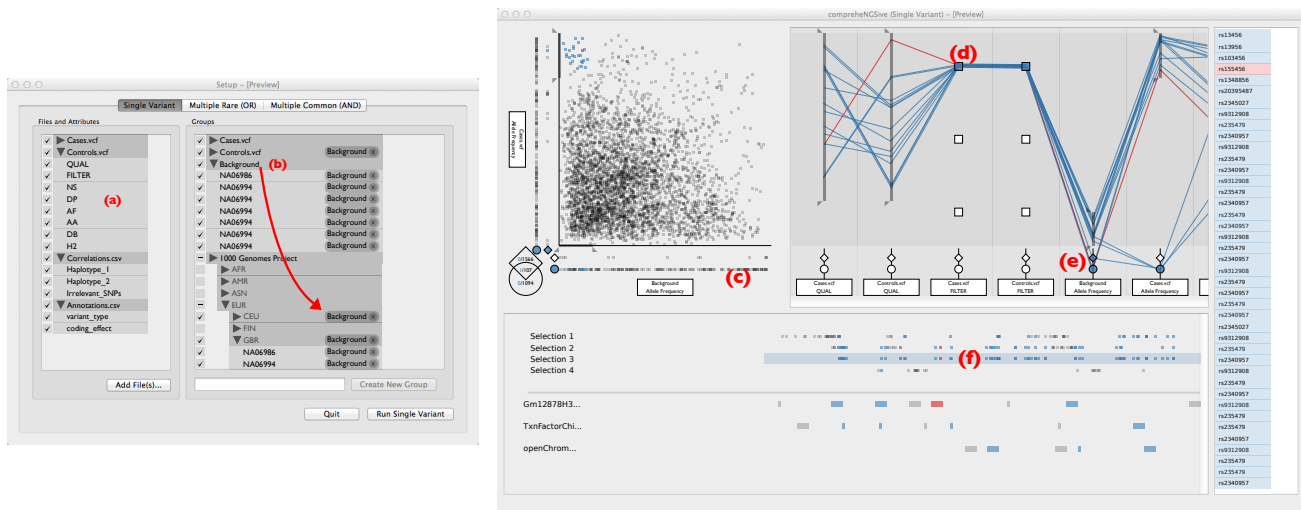 Setup – [Preview]
Single Variant
Multiple Rare (OR)
Multiple Common (AND)
Files and Attributes
Cases.vcf
Controls.vcf
QUAL
FILTER
NS
(a)
DP
AF
AA
DB
H2
Correlations.csv
Haplotype_1
Haplotype_2
Irrelevant_SNPs
Annotations.csv
variant_type
coding_effect
Add File(s)...
Groups
Cases.vcf
Controls.vcf Background
Background (b)
NA06986 Background
NA06994 Background
NA06994 Background
NA06994 Background
NA06994 Background
NA06994 Background
NA06994 Background
1000 Genomes Project
AFR
AMR
ASN
EUR
CEU Background
FIN
GBR Background
NA06986 Background
NA06994 Background
Create New Group
Quit
Run Single Variant
compreheNGSive (Single Variant) – [Preview]
Cases.vcf
Allele Frequency
(c)
Background
Allele Frequency
(d)
(e)
Cases.vcf
QUAL
Controls.vcf
QUAL
Cases.vcf
FILTER
Controls.vcf
FILTER
Background
Allele Frequency
Cases.vcf
Allele Frequency
Selection 1
Selection 2
Selection 3
(f)
Selection 4
Gm12878H3...
TxnFactorChi...
openChrom...
rs13456
rs13956
rs103456
rs155456
rs1348856
rs20395487
rs2345027
rs9312908
rs235479
rs2340957
rs9312908
rs235479
rs2340957
rs9312908
rs235479
rs2340957
rs235479
rs2340957
rs9312908
rs235479
rs2340957
rs9312908
rs235479
rs2340957
rs235479
rs2340957
rs2340957
rs2345027
rs9312908
rs235479
rs2340957
rs9312908
rs235479
rs2340957
rs9312908
rs235479
rs2340957
rs9312908
rs235479
rs235479
rs2340957